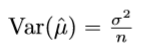 Var(μ̂) = σ²/n